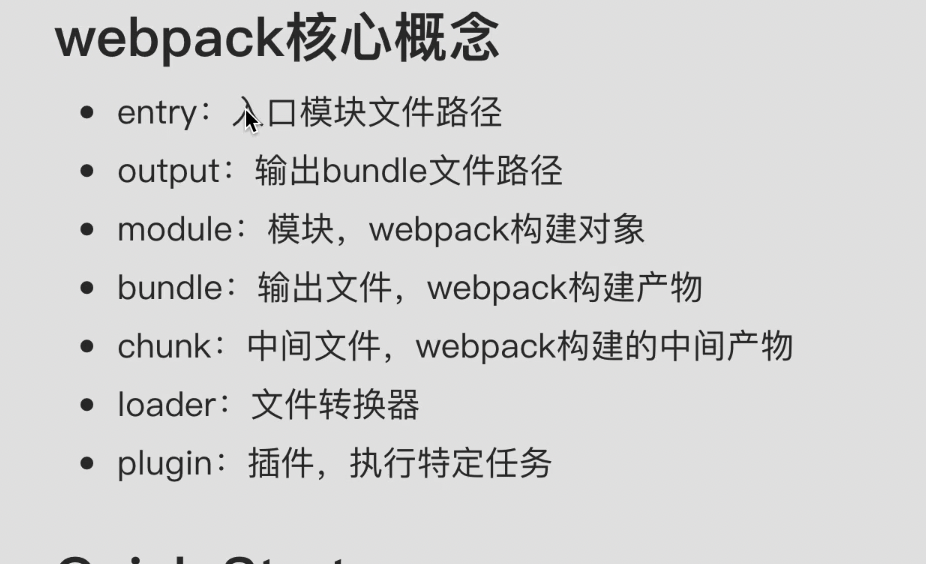 webpack核心概念
entry：入口模块文件路径
output：输出bundle文件路径
module：模块，webpack构建对象
bundle：输出文件，webpack构建产物
chunk：中间文件，webpack构建的中间产物
loader：文件转换器
plugin：插件，执行特定任务